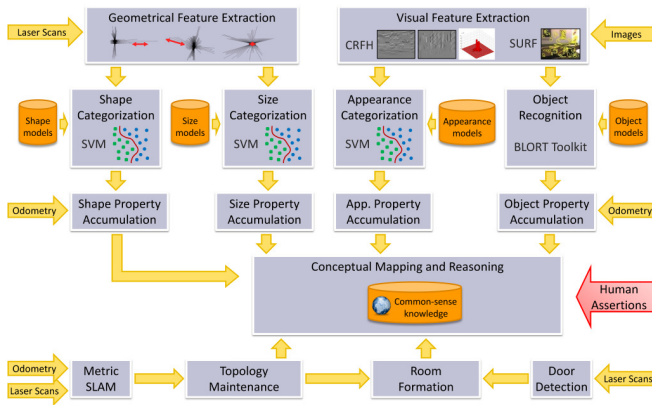 Geometrical Feature Extraction
Visual Feature Extraction
Laser Scans
CRFH
SURF
Images
Shape
Categorization
SVM
Size
Categorization
SVM
Appearance
Categorization
SVM
Object
Recognition
BLORT Toolkit
Shape
models
Size
models
Appearance
models
Object
models
Odometry
Shape Property
Accumulation
Size Property
Accumulation
App. Property
Accumulation
Object Property
Accumulation
Odometry
Conceptual Mapping and Reasoning
Common-sense
knowledge
Human
Assertions
Odometry
Laser Scans
Metric
SLAM
Topology
Maintenance
Room
Formation
Door
Detection
Laser Scans